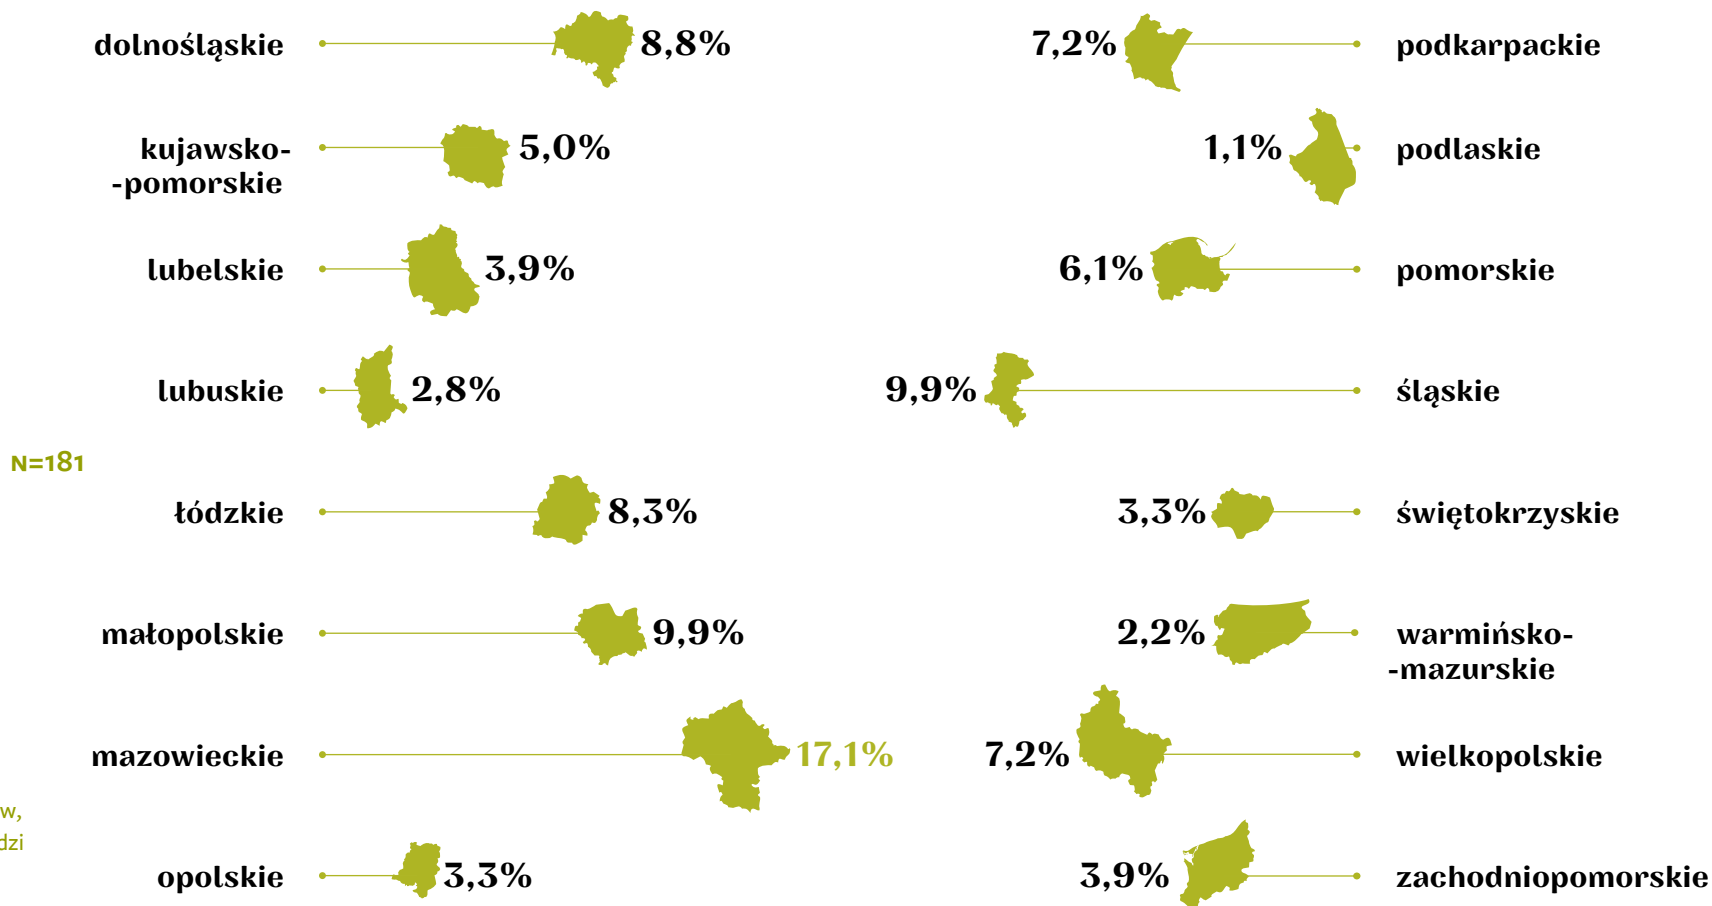 dolnośląskie 8,8%
kujawsko-
-pomorskie
5,0%
lubelskie 3,9%
lubuskie 2,8%
N=181
łódzkie 8,3%
małopolskie 9,9%
mazowieckie 17,1%
w,
dzi
opolskie 3,3%
7,2% podkarpackie
1,1% podlaskie
6,1% pomorskie
9,9% śląskie
3,3% świętokrzyskie
2,2% warmińsko-
-mazurskie
7,2% wielkopolskie
3,9% zachodniopomorskie